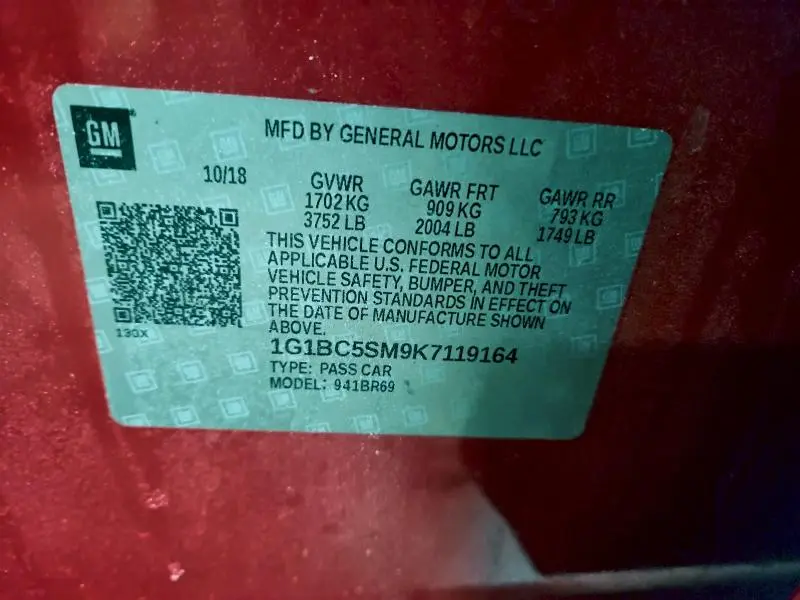 GM
MFD BY GENERAL MOTORS LLC
10/18
GVWR
1702 KG
3752 LB
GAWR FRT
909 KG
2004 LB
GAWR RR
793 KG
1749 LB
THIS VEHICLE CONFORMS TO ALL
APPLICABLE U.S. FEDERAL MOTOR
VEHICLE SAFETY, BUMPER, AND THEFT
PREVENTION STANDARDS IN EFFECT ON
THE DATE OF MANUFACTURE SHOWN
ABOVE.
130X
1G1BC5SM9K7119164
TYPE: PASS CAR
MODEL: 941BR69